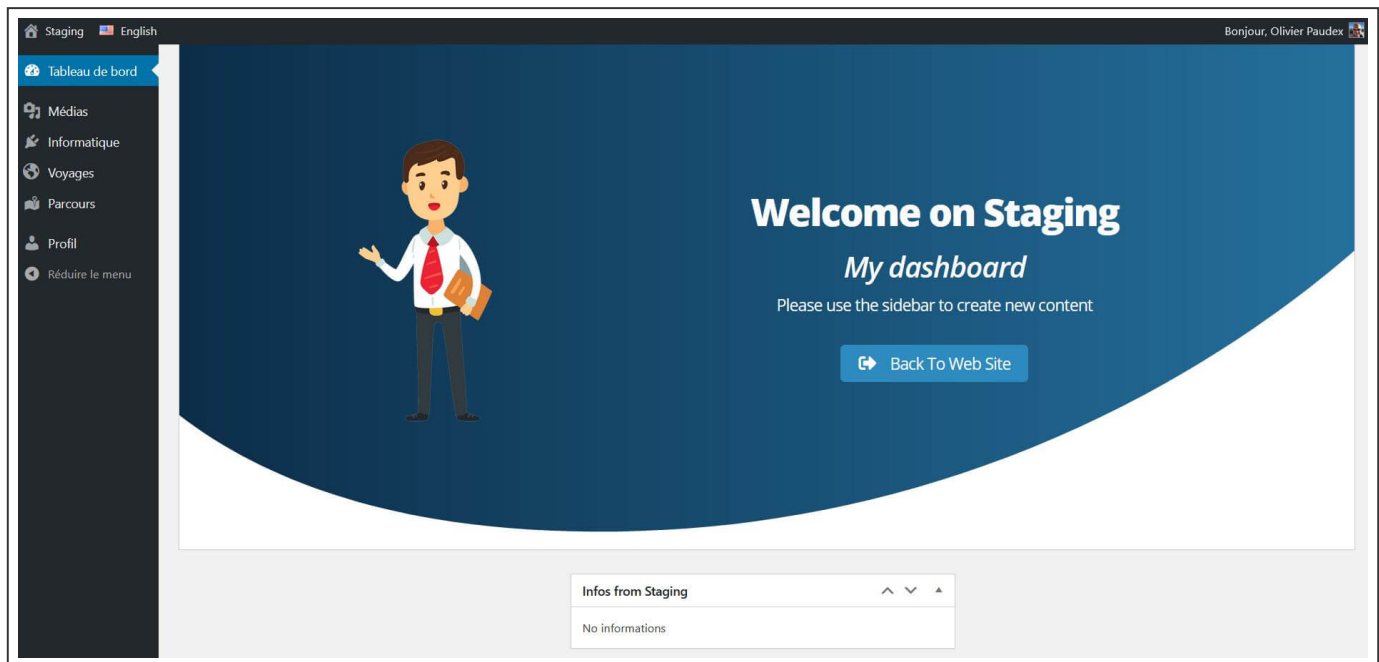 Staging English
Bonjour, Olivier Paudex
Tableau de bord
Médias
Informatique
Voyages
Parcours
Profil
Réduire le menu
Welcome on Staging
My dashboard
Please use the sidebar to create new content
Back To Web Site
Infos from Staging
No informations